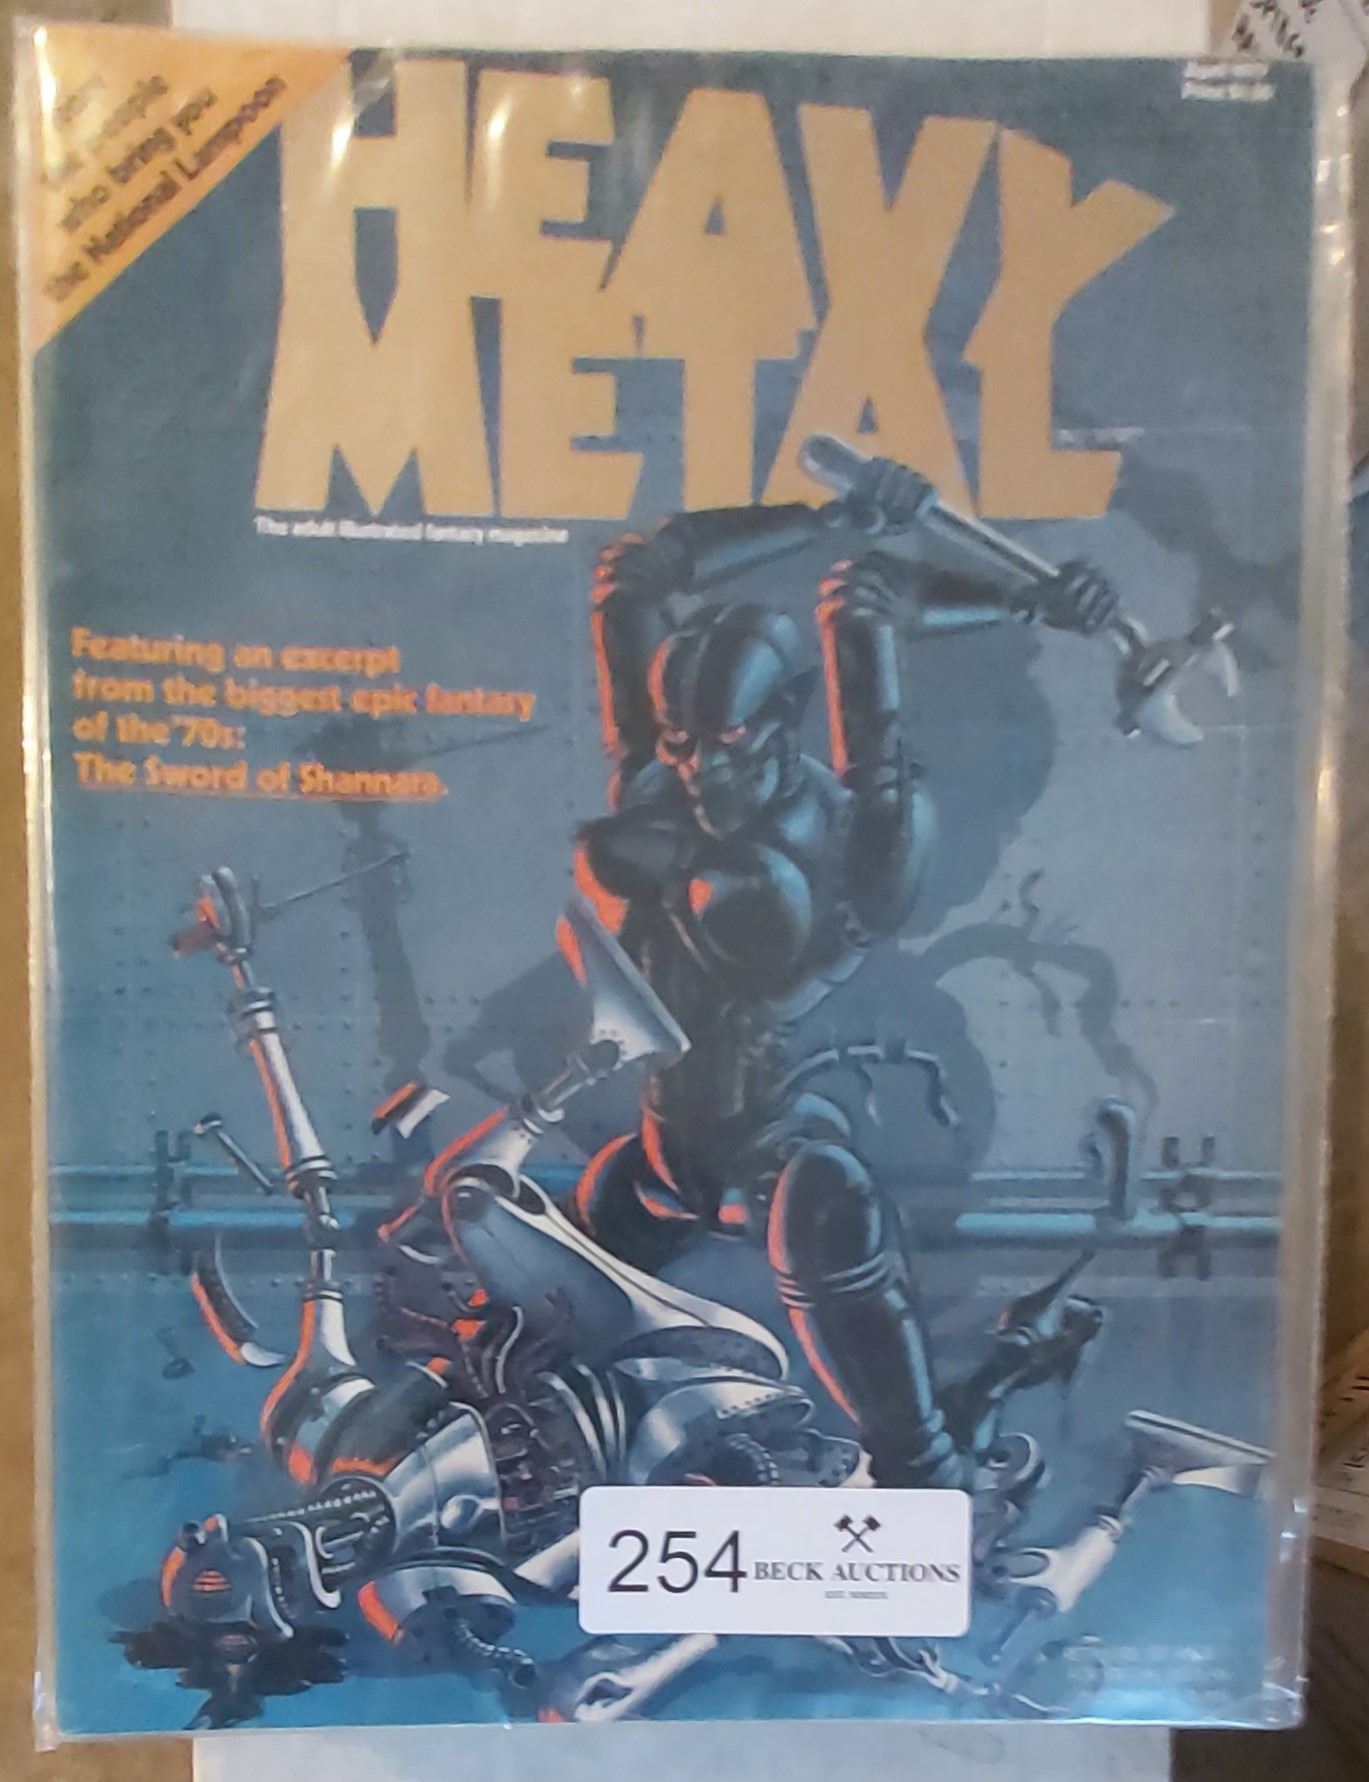 the people
who bring you
the National Lampoon
HEAVY
METAL
The adult illustrated fantasy magazine
Featuring an excerpt
from the biggest epic fantasy
of the '70s:
The Sword of Shannara.
254 BECK AUCTIONS